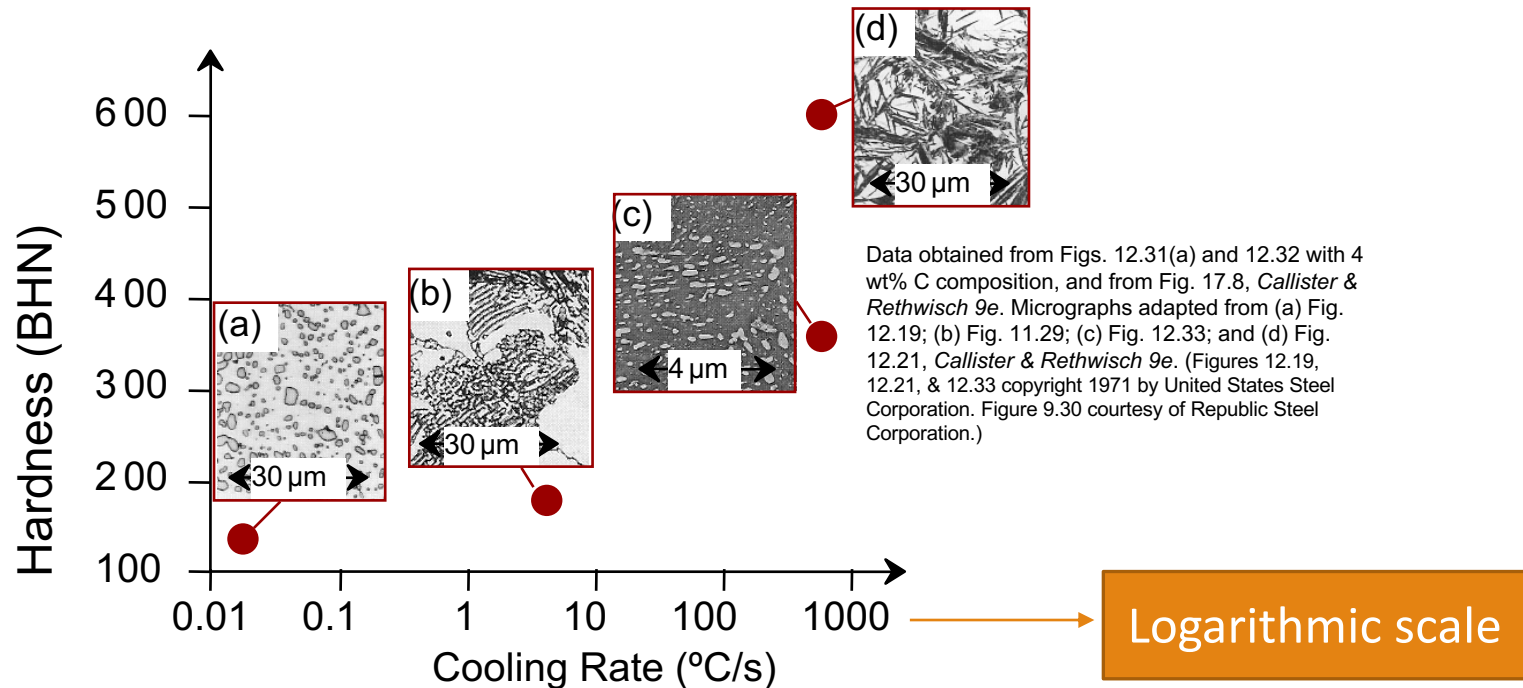 (d)
600
30 µm
500
(c)
Data obtained from Figs. 12.31(a) and 12.32 with 4
wt% C composition, and from Fig. 17.8, Callister &
Rethwisch 9e. Micrographs adapted from (a) Fig.
12.19; (b) Fig. 11.29; (c) Fig. 12.33; and (d) Fig.
12.21, Callister & Rethwisch 9e. (Figures 12.19,
12.21, & 12.33 copyright 1971 by United States Steel
Corporation. Figure 9.30 courtesy of Republic Steel
Corporation.)
4 µm
(b)
400
30 µm
(a)
300
30 µm
200
100
Hardness (BHN)
0.01 0.1 1 10 100 1000
Cooling Rate (ºC/s)
Logarithmic scale